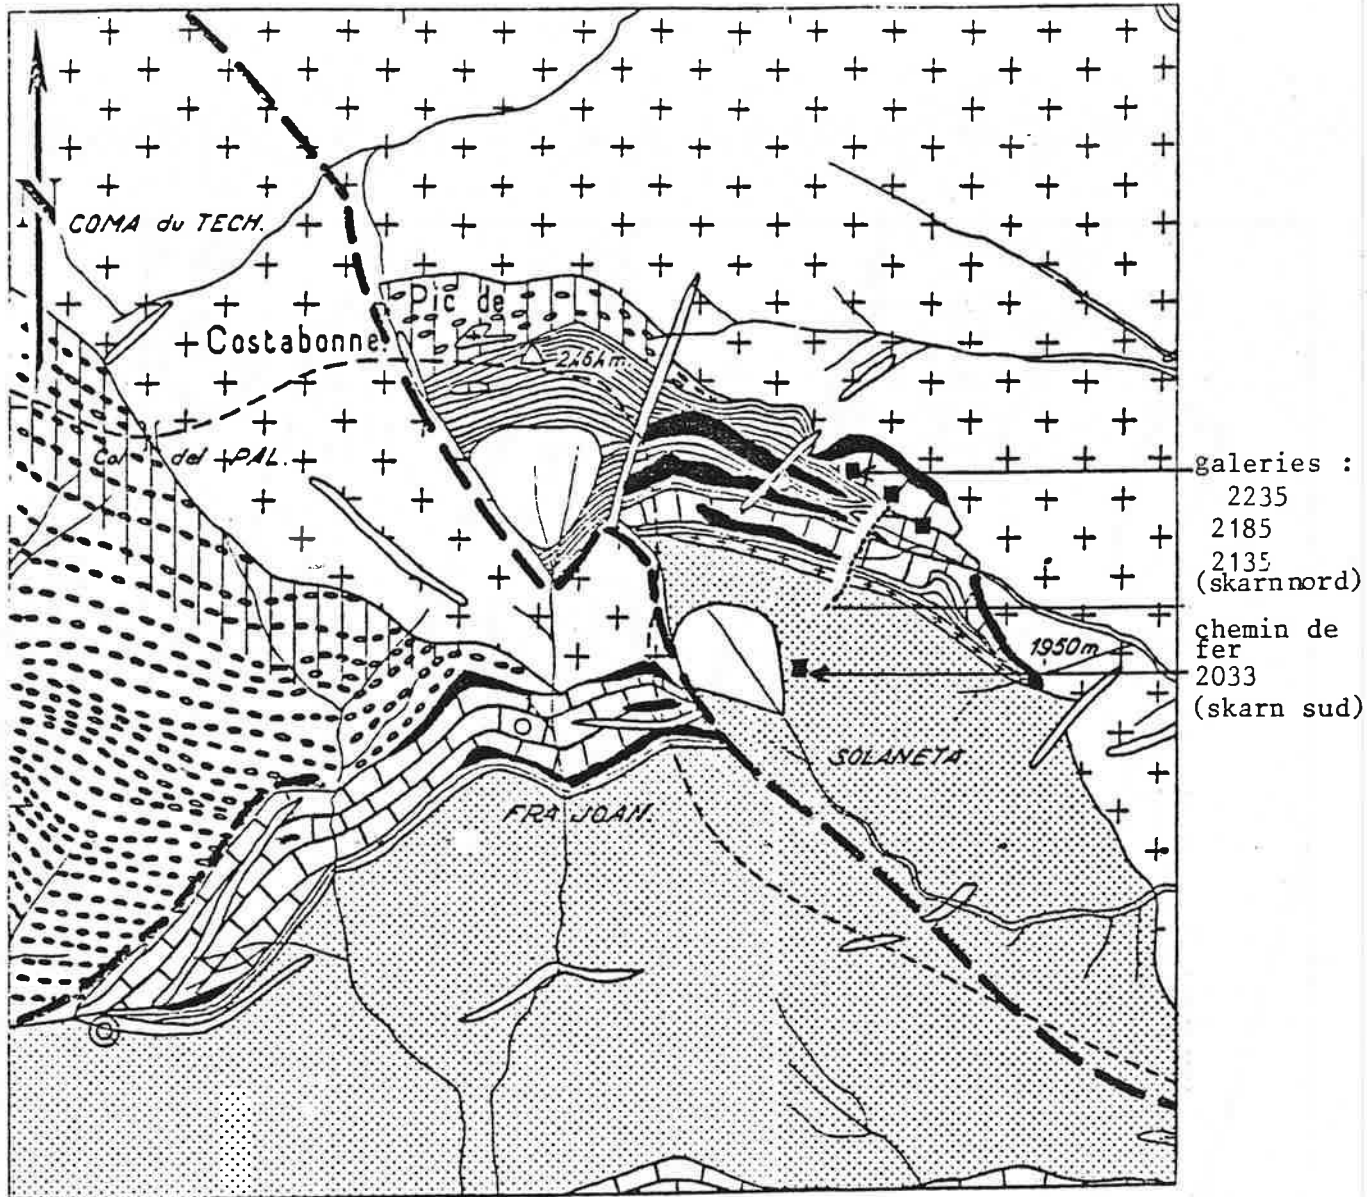 COMA du TECH.
Pic de
Costabonne
2464 m.
Col del PAL.
galeries :
2235
2185
2135
(skarn nord)
chemin de
fer
1950m
2033
(skarn sud)
SOLANETA
FRA JOAN.